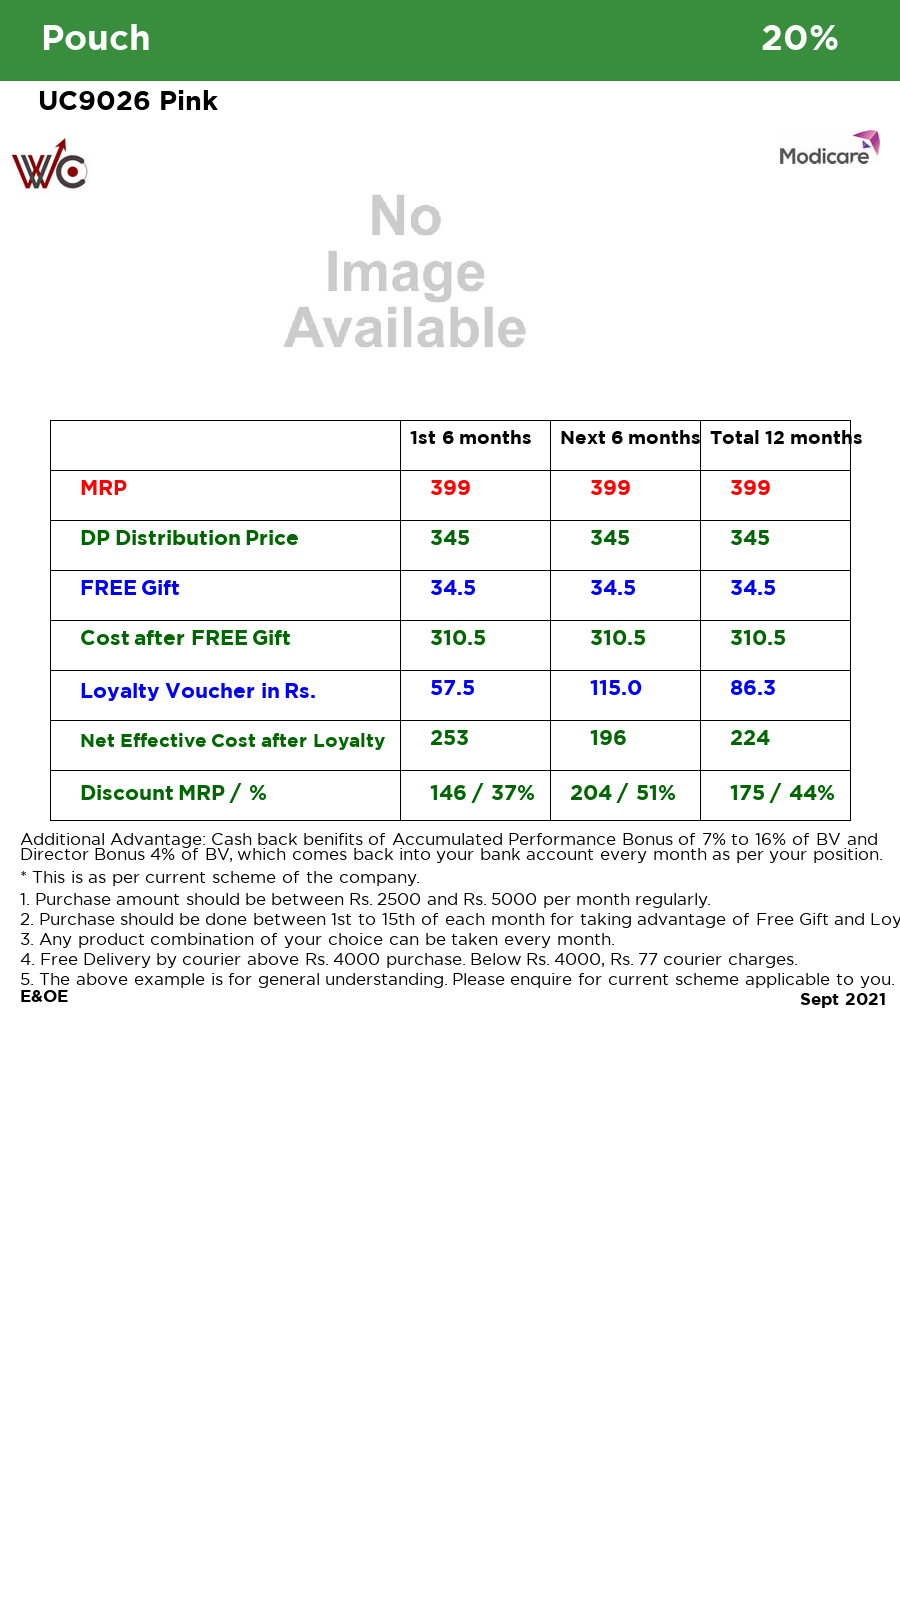 Pouch 20%
UC9026 Pink
WC Modicare
No
Image
Available
1st 6 months Next 6 months Total 12 months
MRP 399 399 399
DP Distribution Price 345 345 345
FREE Gift 34.5 34.5 34.5
Cost after FREE Gift 310.5 310.5 310.5
Loyalty Voucher in Rs. 57.5 115.0 86.3
Net Effective Cost after Loyalty 253 196 224
Discount MRP / % 146 / 37% 204 / 51% 175 / 44%
Additional Advantage: Cash back benifits of Accumulated Performance Bonus of 7% to 16% of BV and
Director Bonus 4% of BV, which comes back into your bank account every month as per your position.
* This is as per current scheme of the company.
1. Purchase amount should be between Rs. 2500 and Rs. 5000 per month regularly.
2. Purchase should be done between 1st to 15th of each month for taking advantage of Free Gift and Loy
3. Any product combination of your choice can be taken every month.
4. Free Delivery by courier above Rs. 4000 purchase. Below Rs. 4000, Rs. 77 courier charges.
5. The above example is for general understanding. Please enquire for current scheme applicable to you.
E&OE Sept 2021